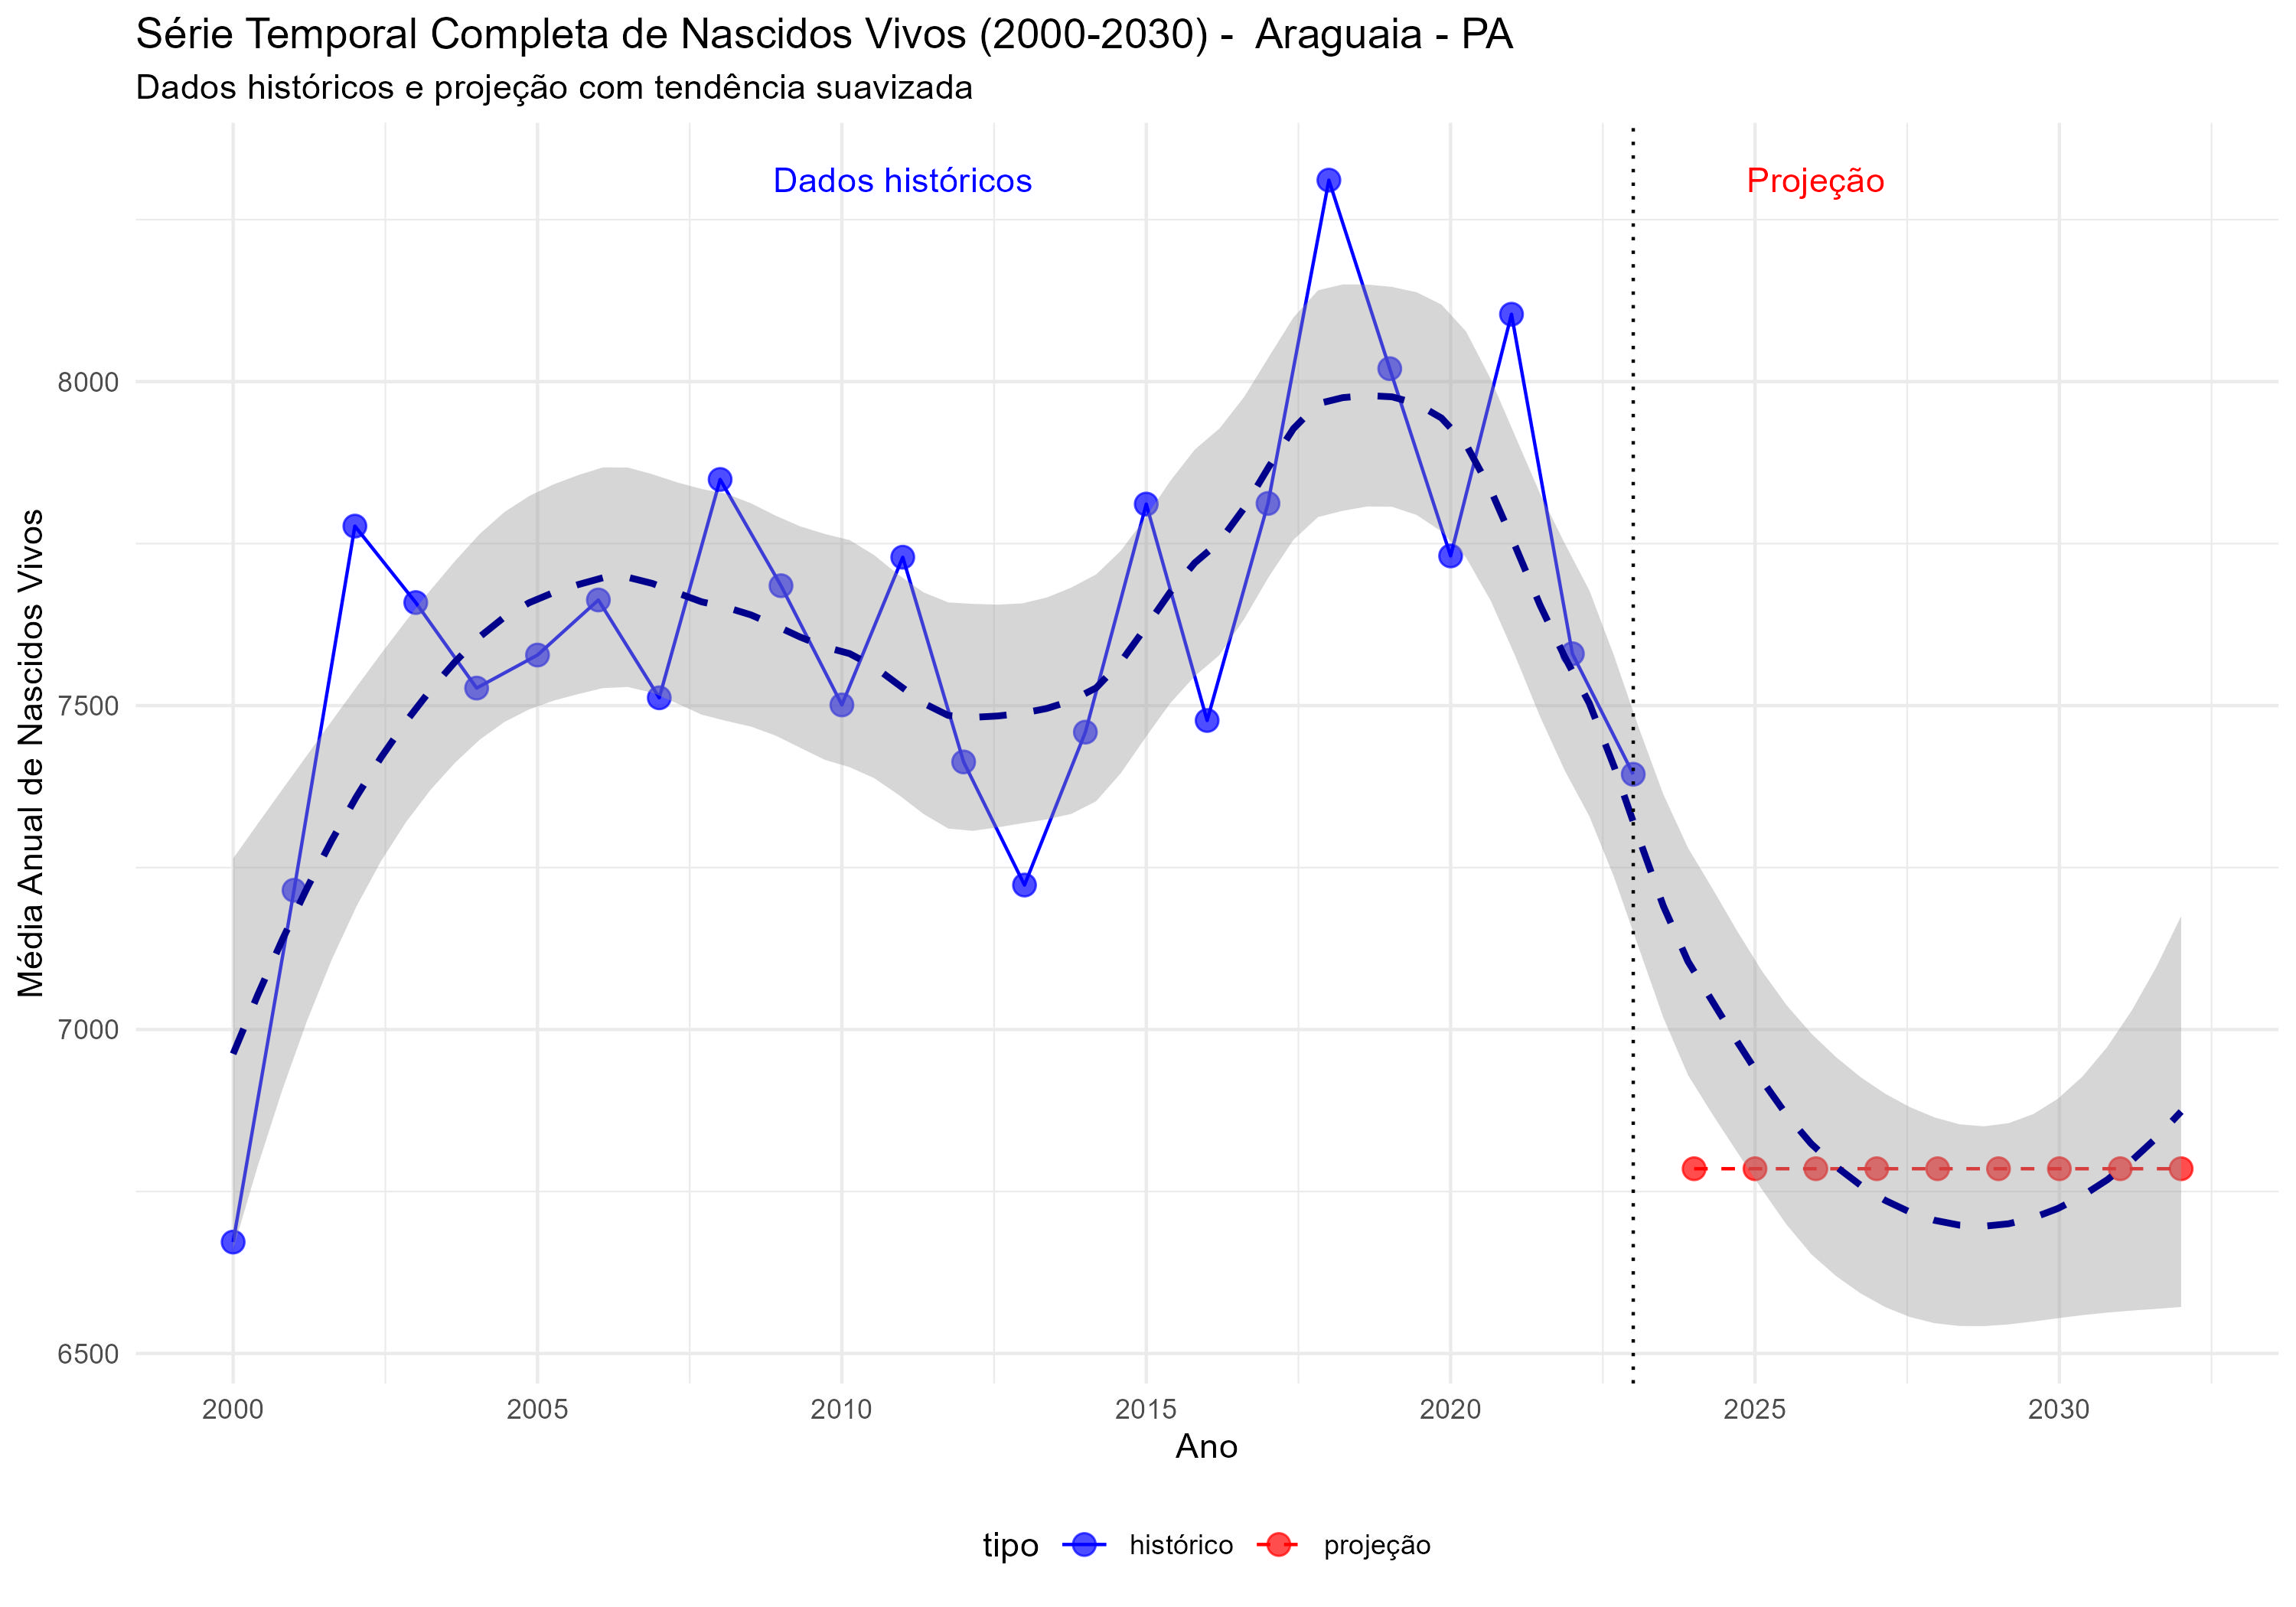 Série Temporal Completa de Nascidos Vivos (2000-2030) -  Araguaia - PA
Dados históricos e projeção com tendência suavizada
Dados históricos
Projeção
Média Anual de Nascidos Vivos
8000
7500
7000
6500
2000
2005
2010
2015
2020
2025
2030
Ano
tipo
histórico
projeção